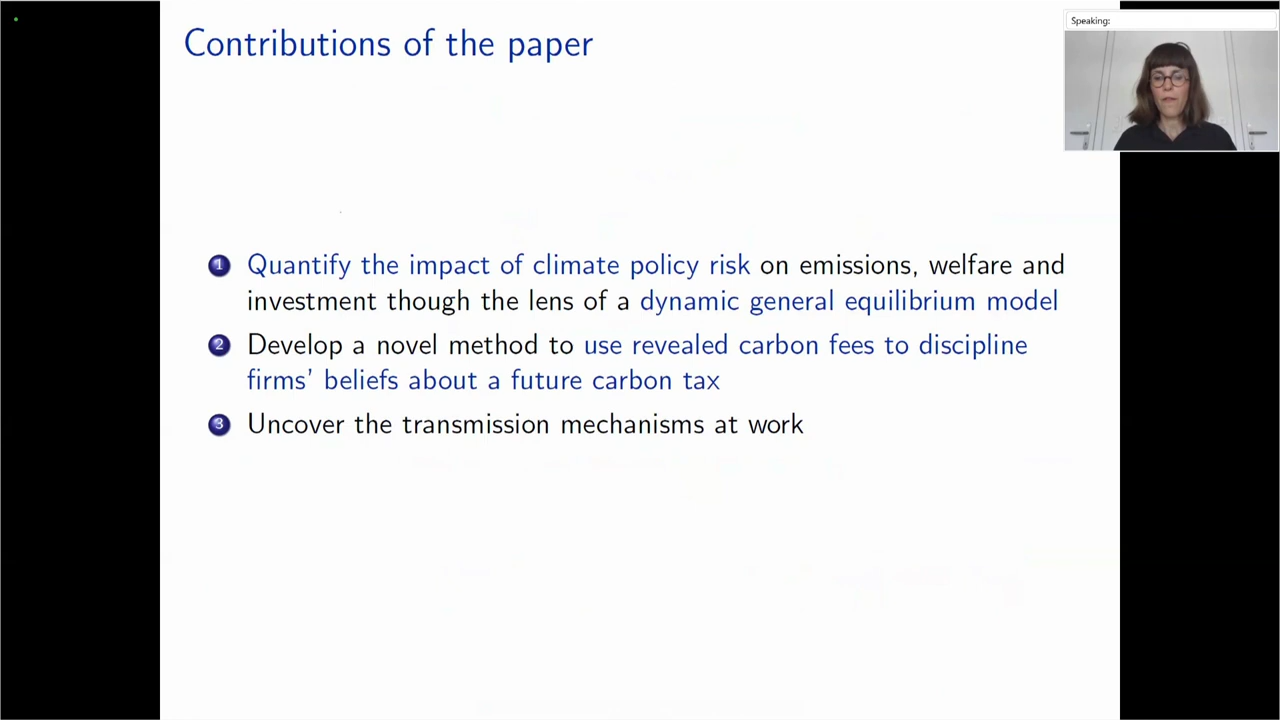 Contributions of the paper
Speaking:
1 Quantify the impact of climate policy risk on emissions, welfare and
investment though the lens of a dynamic general equilibrium model
2 Develop a novel method to use revealed carbon fees to discipline
firms' beliefs about a future carbon tax
3 Uncover the transmission mechanisms at work